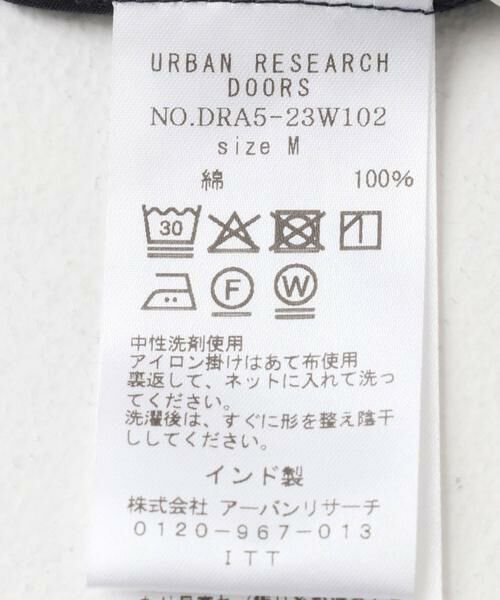 URBAN RESEARCH
DOORS
NO.DRA5-23W102
size M
綿 100%
30
F W
中性洗剤使用
アイロン掛けはあて布使用
裏返して、ネットに入れて洗っ
てください。
洗濯後は、すぐに形を整え陰干
ししてください。
インド製
株式会社 アーバンリサーチ
0120-967-013
ITT